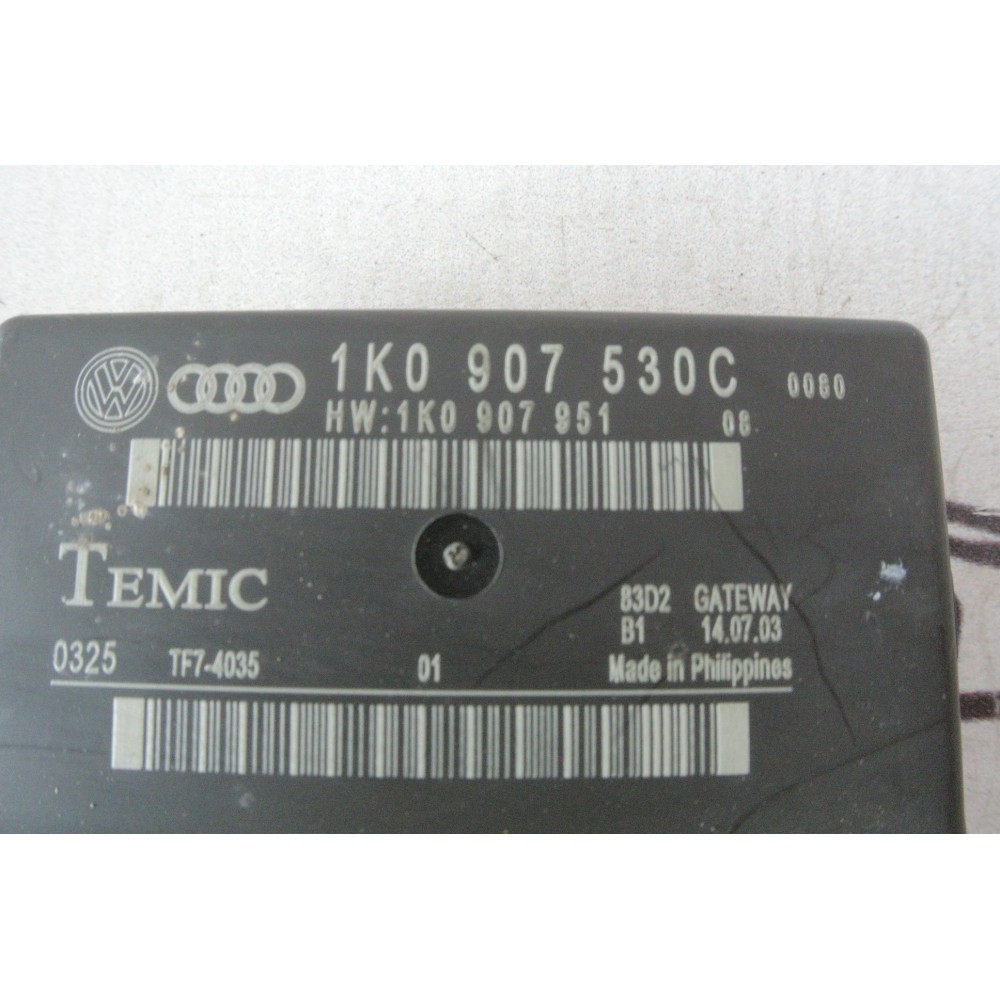 1K0 907 530C 0080
HW:1K0 907 951 08
TEMIC
83D2 GATEWAY
B1 14.07.03
0325 TF7-4035 01 Made in Philippines